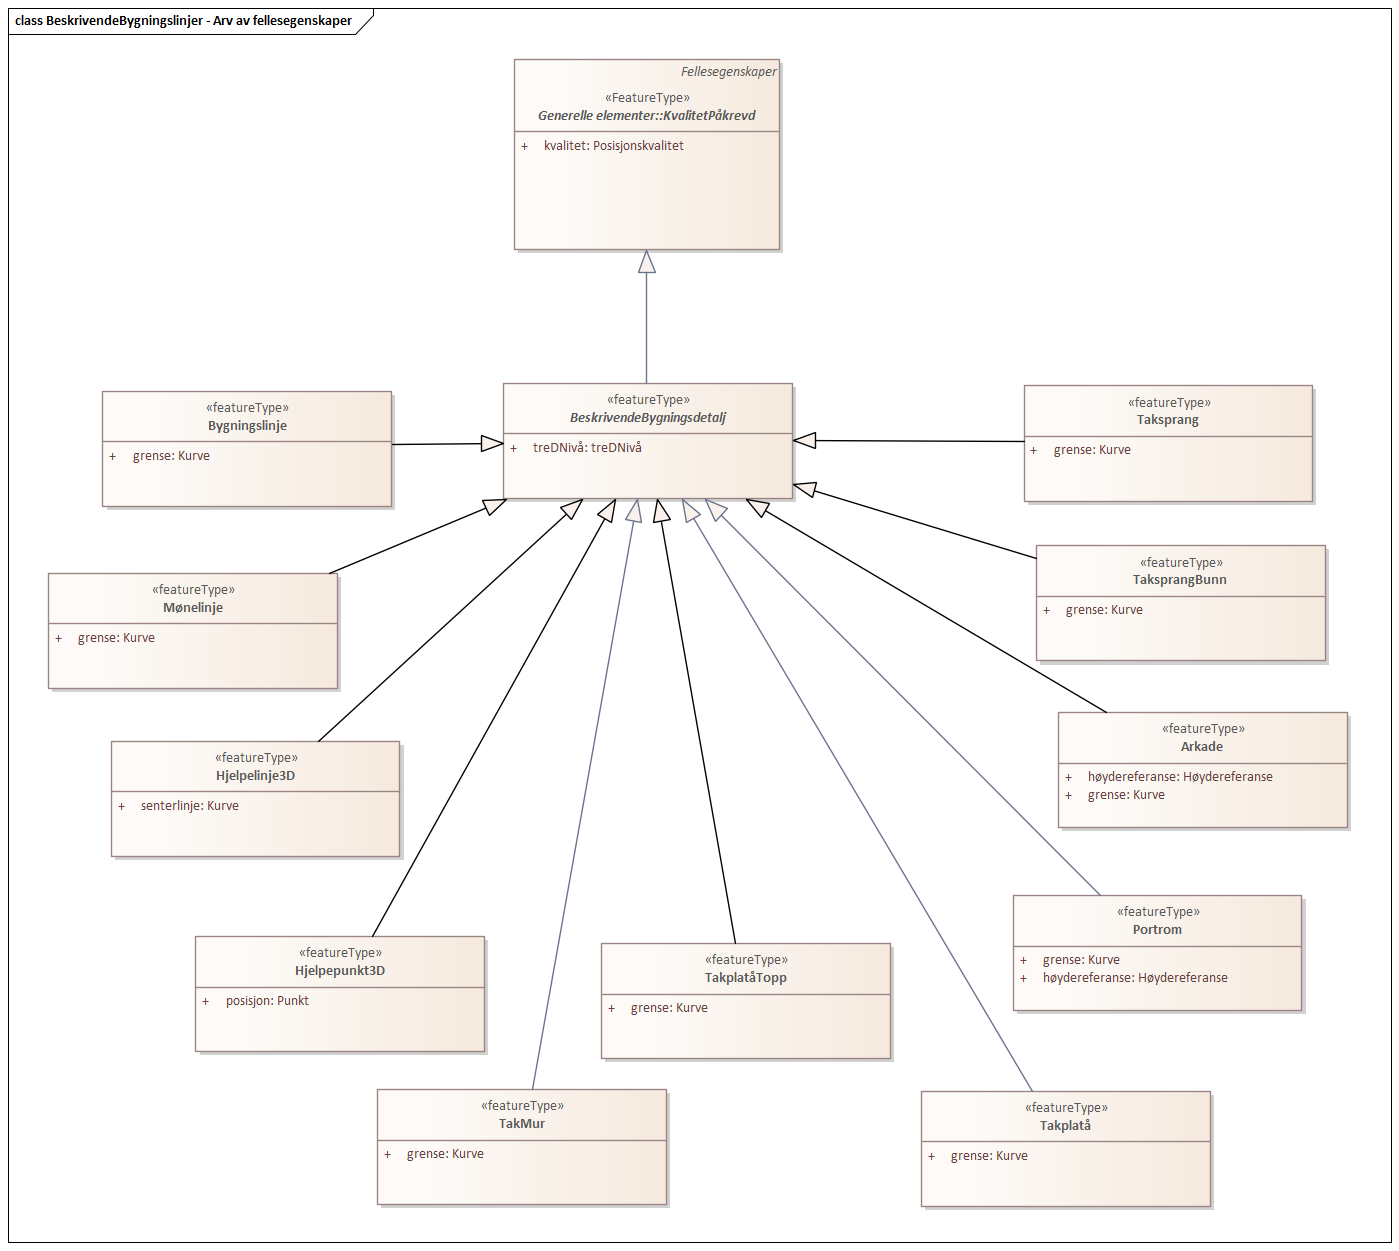 class BeskrivendeBygningslinjer - Arv av fellesegenskaper
Fellesegenskaper
«FeatureType»
Generelle elementer::KvalitetPåkrevd
+ kvalitet: Posisjonskvalitet
«featureType»
Bygningslinje
+ grense: Kurve
«featureType»
BeskrivendeBygningsdetalj
+ treDNivå: treDNivå
«featureType»
Taksprang
+ grense: Kurve
«featureType»
TaksprangBunn
+ grense: Kurve
«featureType»
Mønelinje
+ grense: Kurve
«featureType»
Hjelpelinje3D
+ senterlinje: Kurve
«featureType»
Arkade
+ høydereferanse: Høydereferanse
+ grense: Kurve
«featureType»
Portrom
+ grense: Kurve
+ høydereferanse: Høydereferanse
«featureType»
Hjelpepunkt3D
+ posisjon: Punkt
«featureType»
TakplatåTopp
+ grense: Kurve
«featureType»
TakMur
+ grense: Kurve
«featureType»
Takplatå
+ grense: Kurve